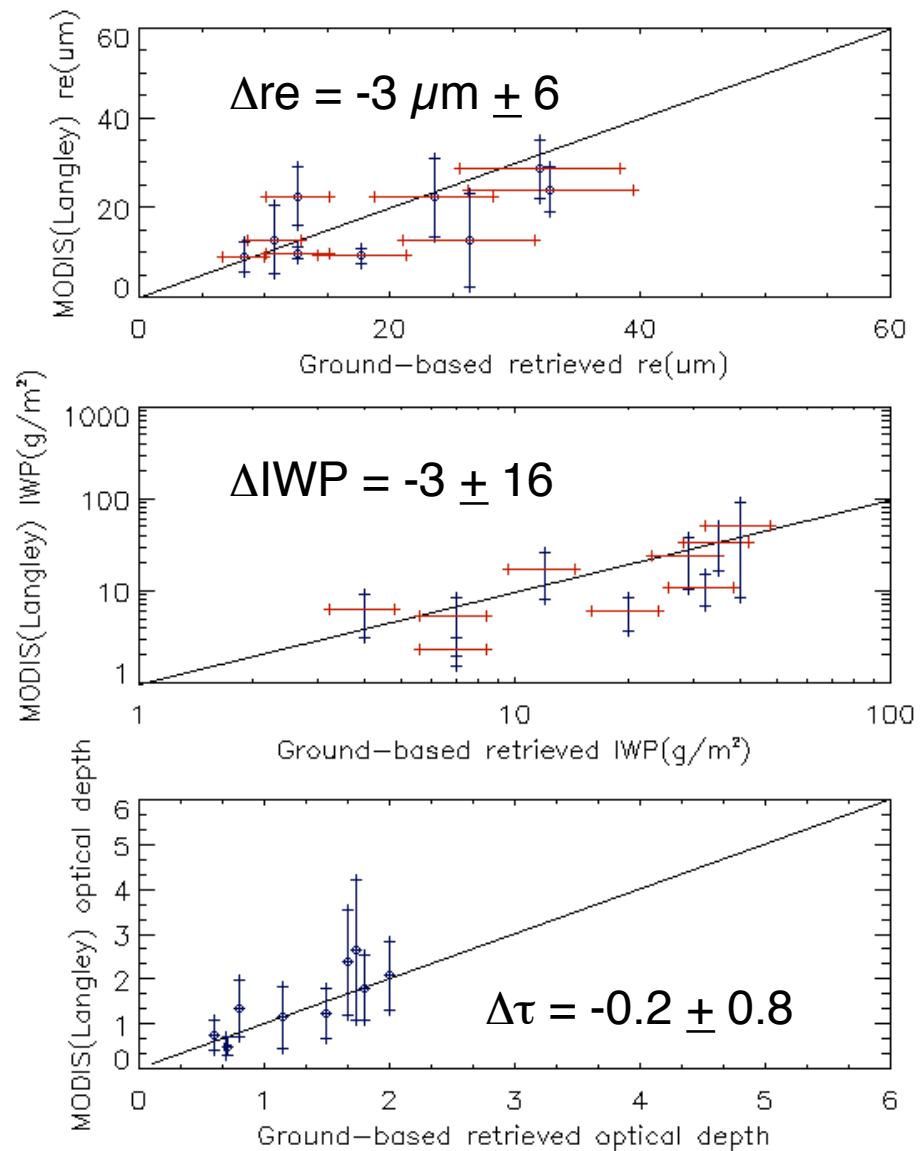 MODIS(Langley) re(um)
60
40
20
0
Δre = -3 µm ± 6
0 20 40 60
Ground-based retrieved re(um)
MODIS(Langley) IWP(g/m²)
1000
100
10
1
ΔIWP = -3 ± 16
1 10 100
Ground-based retrieved IWP(g/m²)
MODIS(Langley) optical depth
6
5
4
3
2
1
0
Δτ = -0.2 ± 0.8
0 1 2 3 4 5 6
Ground-based retrieved optical depth